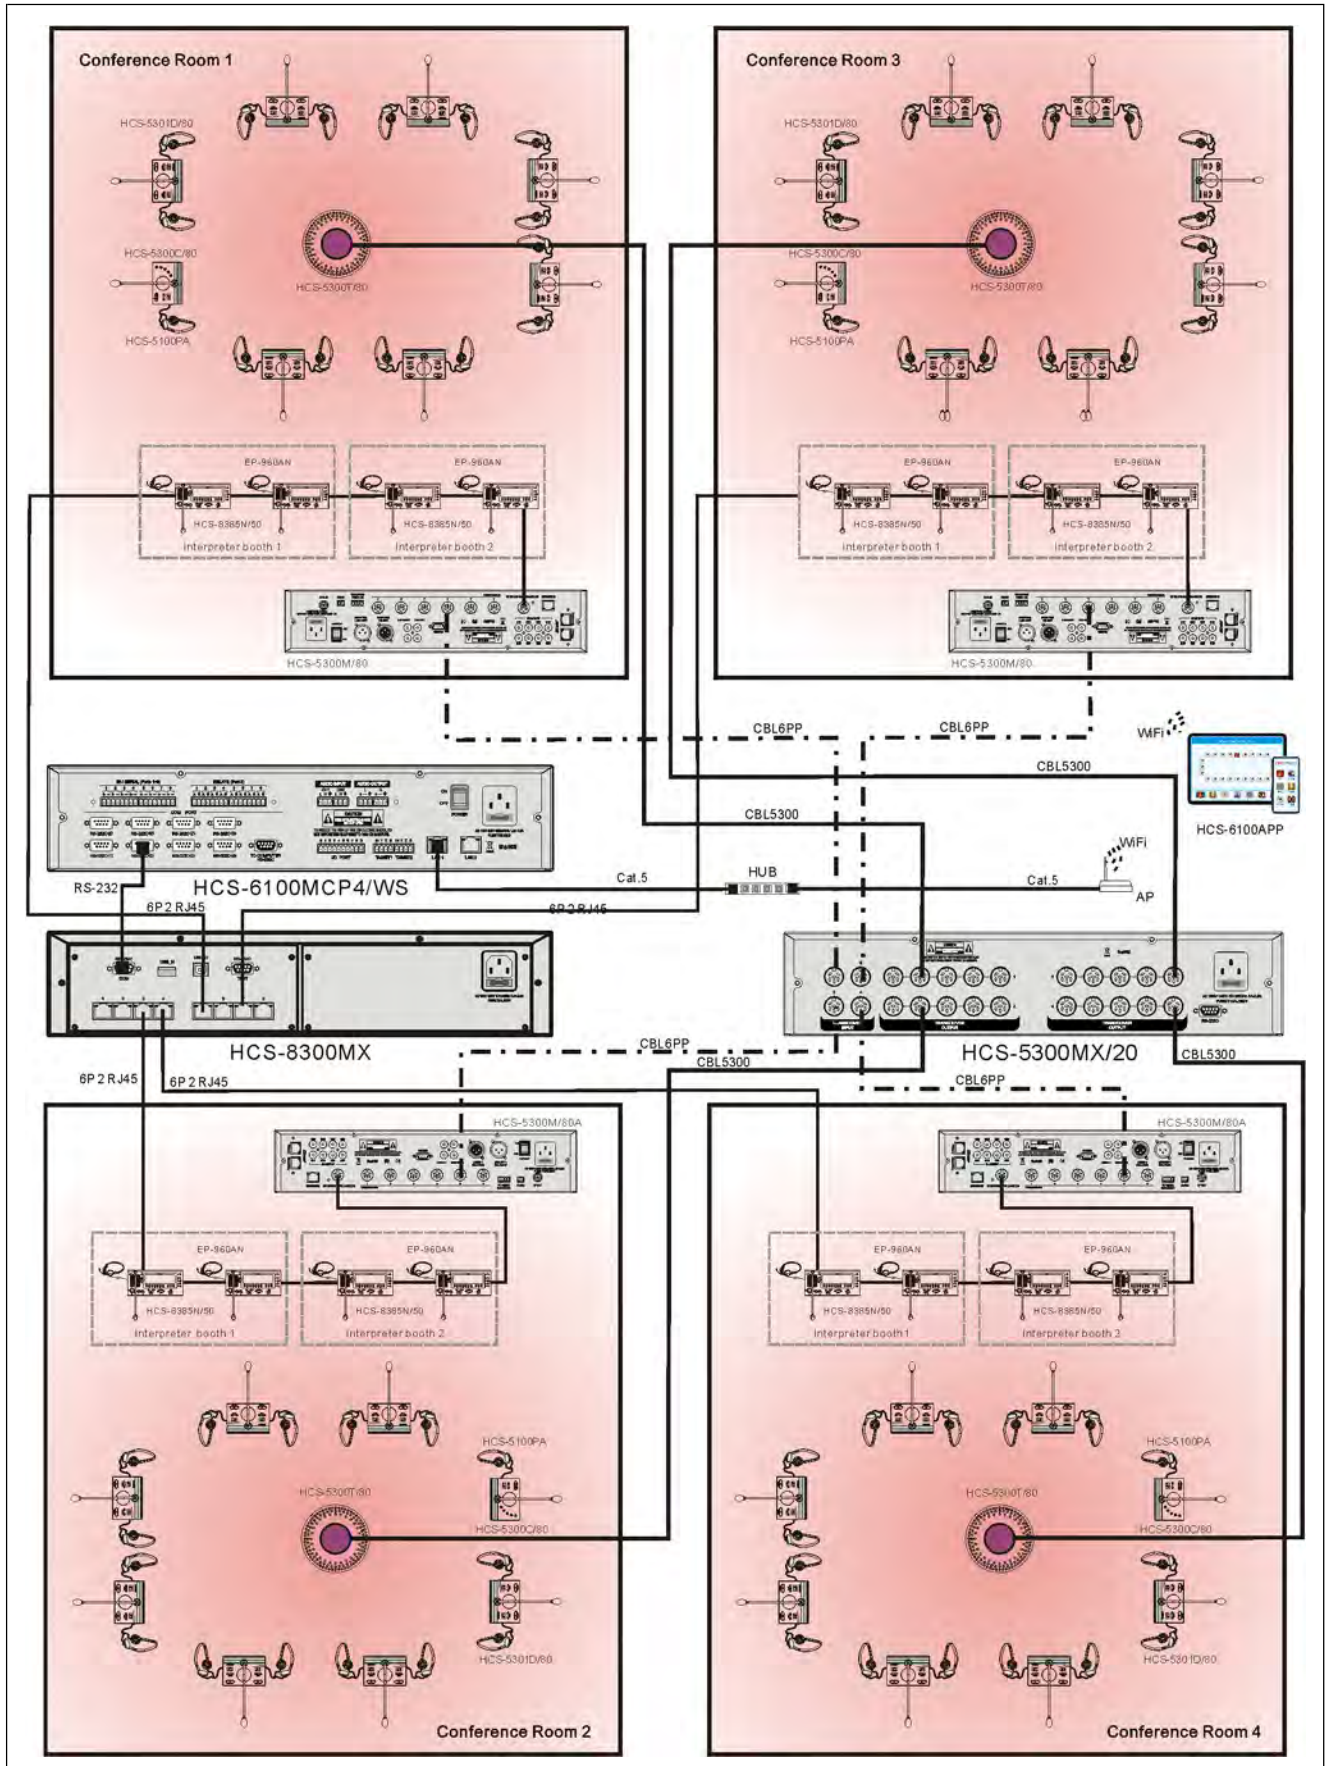 Conference Room 1
HCS-5301D/80
HCS-5300C/80
HCS-5300T/80
HCS-5100PA
EP-960AN
EP-960AN
HCS-8385N/50
HCS-8385N/50
Interpreter booth 1
Interpreter booth 2
HCS-5300M/80
Conference Room 3
HCS-5301D/80
HCS-5300C/80
HCS-5300T/80
HCS-5100PA
EP-960AN
EP-960AN
HCS-8385N/50
HCS-8385N/50
Interpreter booth 1
Interpreter booth 2
HCS-5300M/80
CBL6PP
CBL6PP
WiFi
CBL5300
HCS-6100APP
CBL5300
WiFi
HUB
Cat.5
Cat.5
AP
RS-232
HCS-6100MCP4/WS
6P2 RJ45
6P2 RJ45
HCS-8300MX
HCS-5300MX/20
CBL6PP
CBL5300
CBL5300
CBL6PP
6P2 RJ45
6P2 RJ45
HCS-5300M/80A
EP-960AN
EP-960AN
HCS-8385N/50
HCS-8385N/50
Interpreter booth 1
Interpreter booth 2
HCS-5100PA
HCS-5300T/80
HCS-5300C/80
HCS-5301D/80
Conference Room 2
HCS-5300M/80A
EP-960AN
EP-960AN
HCS-8385N/50
HCS-8385N/50
Interpreter booth 1
Interpreter booth 2
HCS-5100PA
HCS-5300T/80
HCS-5300C/80
HCS-5301D/80
Conference Room 4